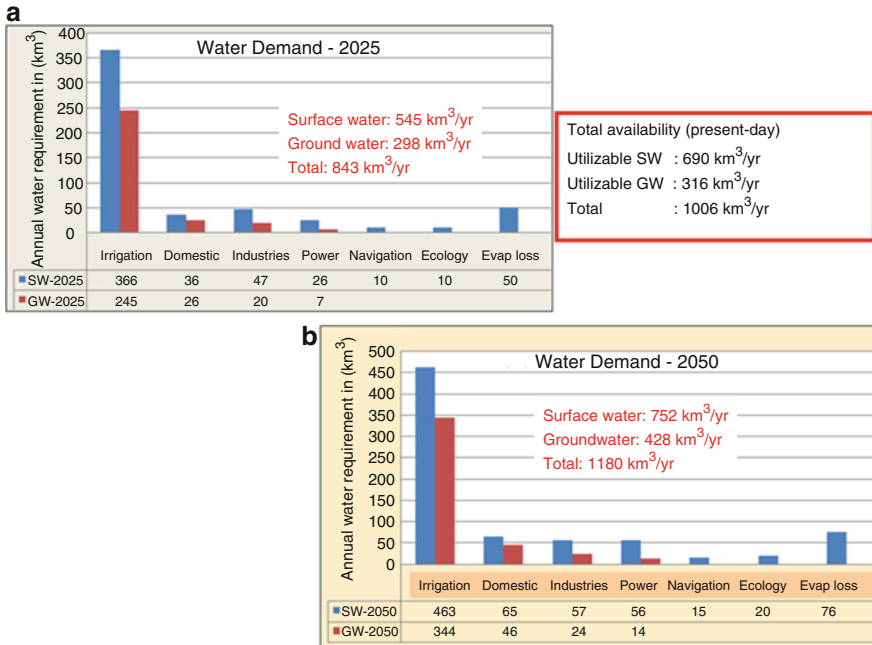 a
Water Demand - 2025
Annual water requirement in (km³)
400
350
300
250
200
150
100
50
0
Surface water: 545 km³/yr
Ground water: 298 km³/yr
Total: 843 km³/yr
Irrigation Domestic Industries Power Navigation Ecology Evap loss
SW-2025 366 36 47 26 10 10 50
GW-2025 245 26 20 7
Total availability (present-day)
Utilizable SW : 690 km³/yr
Utilizable GW : 316 km³/yr
Total : 1006 km³/yr
b
Water Demand - 2050
Annual water requirement in (km³)
500
450
400
350
300
250
200
150
100
50
0
Surface water: 752 km³/yr
Groundwater: 428 km³/yr
Total: 1180 km³/yr
Irrigation Domestic Industries Power Navigation Ecology Evap loss
SW-2050 463 65 57 56 15 20 76
GW-2050 344 46 24 14